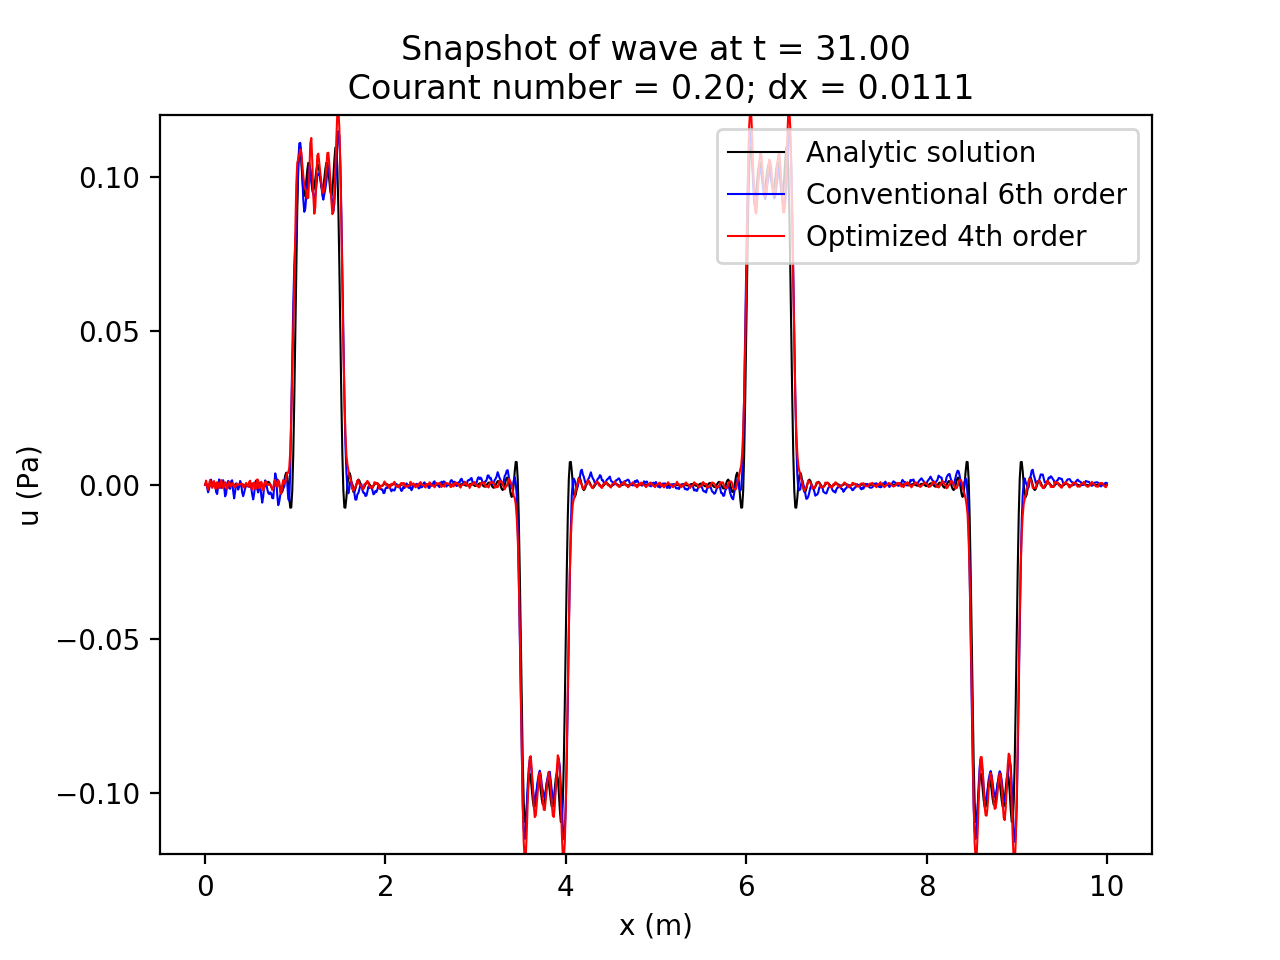 Snapshot of wave at t = 31.00
Courant number = 0.20; dx = 0.0111
Analytic solution
Conventional 6th order
Optimized 4th order
0.10
0.05
0.00
−0.05
−0.10
u (Pa)
0 2 4 6 8 10
x (m)